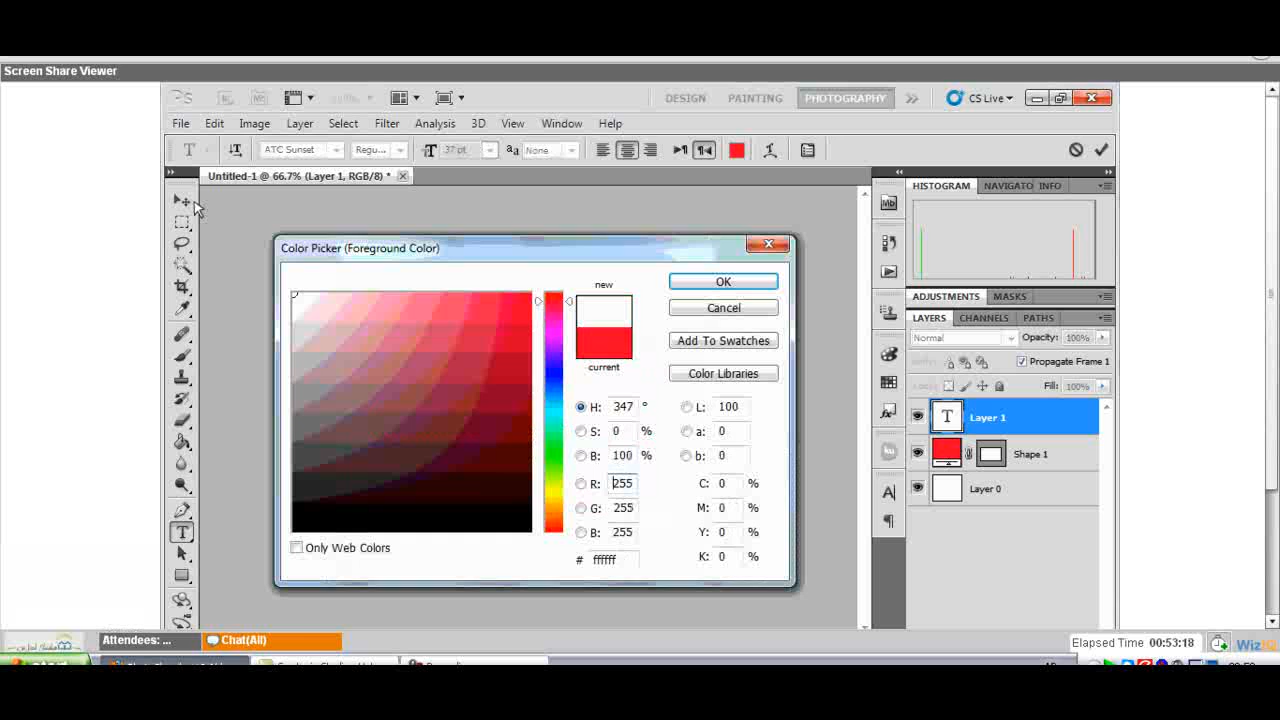 Screen Share Viewer
DESIGN PAINTING PHOTOGRAPHY CS Live
File Edit Image Layer Select Filter Analysis 3D View Window Help
T ATC Sunset Regu... T 37 pt aa None
Untitled-1 @ 66.7% (Layer 1, RGB/8) *
HISTOGRAM NAVIGATO INFO
Mb
Color Picker (Foreground Color)
new
OK
Cancel
Add To Swatches
current
Color Libraries
ADJUSTMENTS MASKS
LAYERS CHANNELS PATHS
Normal Opacity: 100%
Propagate Frame 1
Fill: 100%
H: 347 ° L: 100
S: 0 % a: 0
B: 100 % b: 0
R: 255 C: 0 %
G: 255 M: 0 %
B: 255 Y: 0 %
# ffffff K: 0 %
Only Web Colors
T Layer 1
Shape 1
Layer 0
Attendees: ... Chat(All)
Elapsed Time 00:53:18
WizIQ